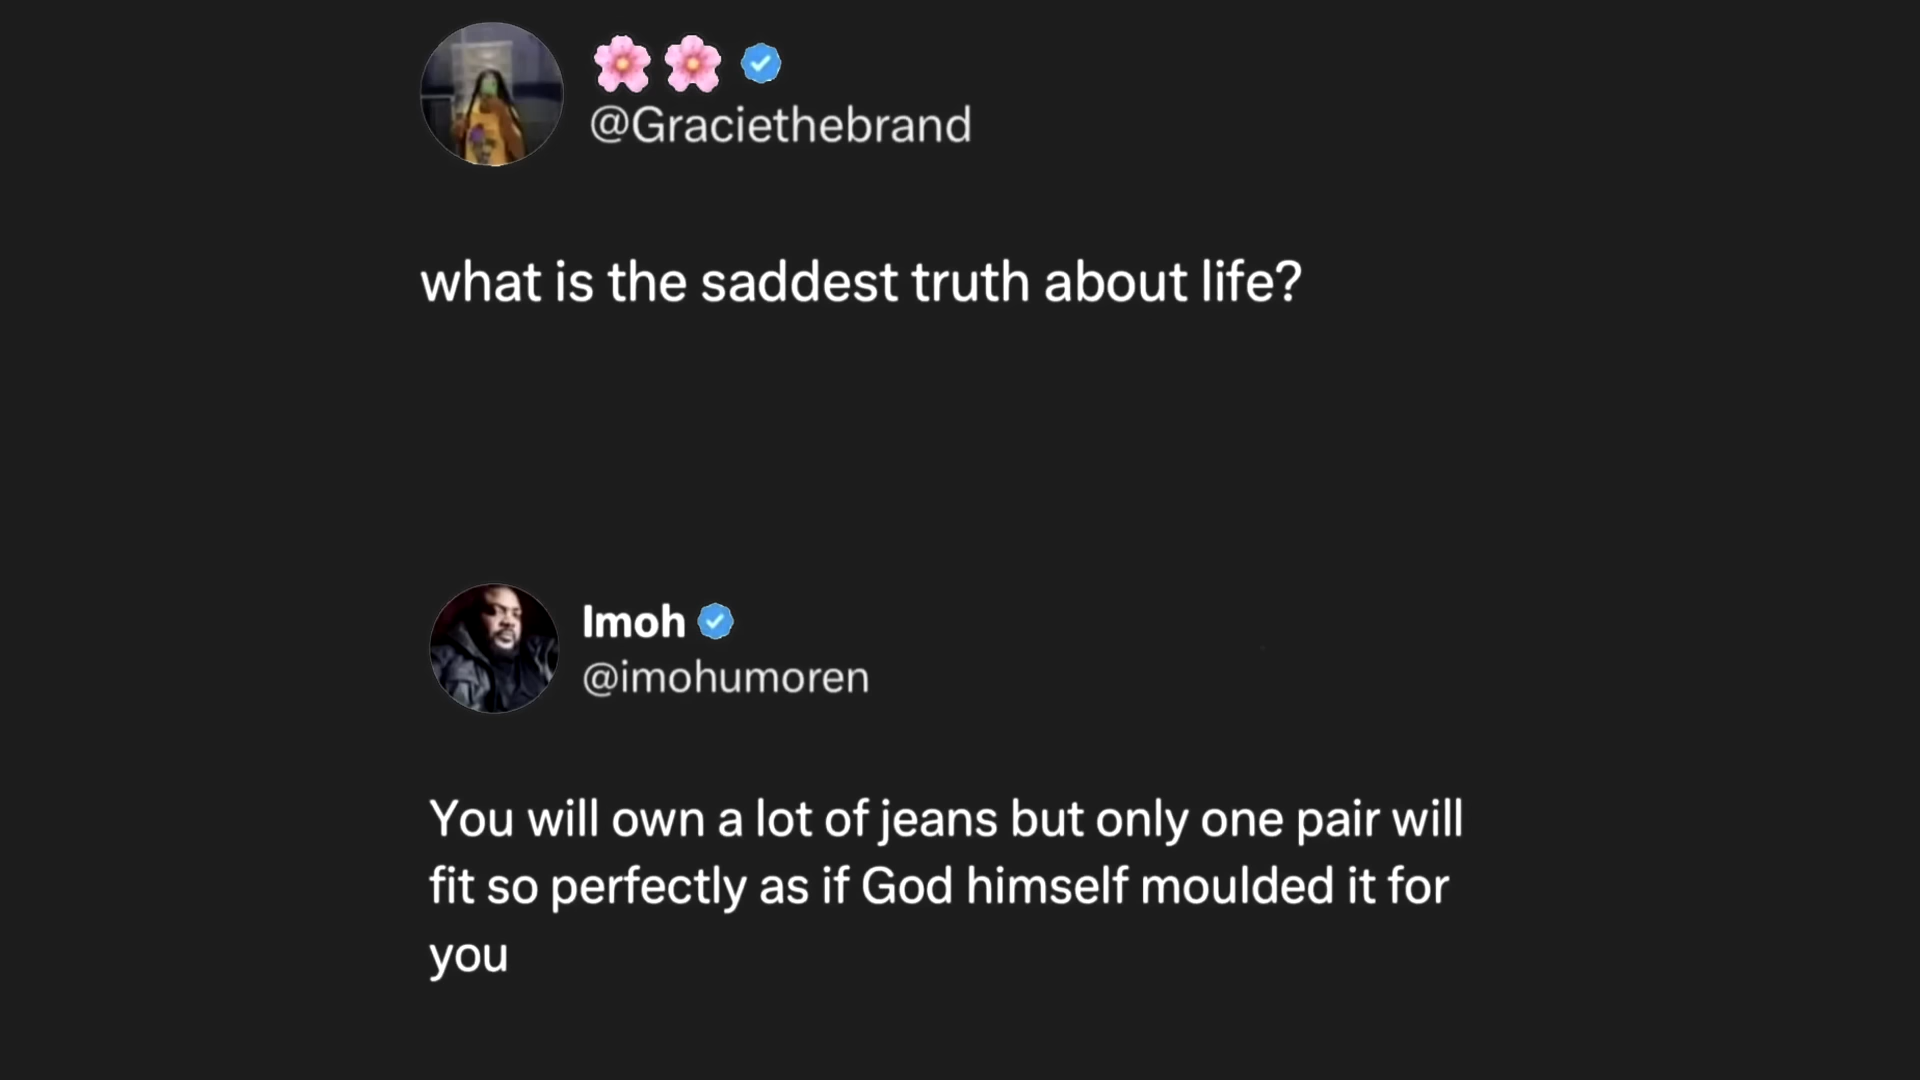 🌸🌸
@Graciethebrand
what is the saddest truth about life?
Imoh
@imohumoren
You will own a lot of jeans but only one pair will
fit so perfectly as if God himself moulded it for
you